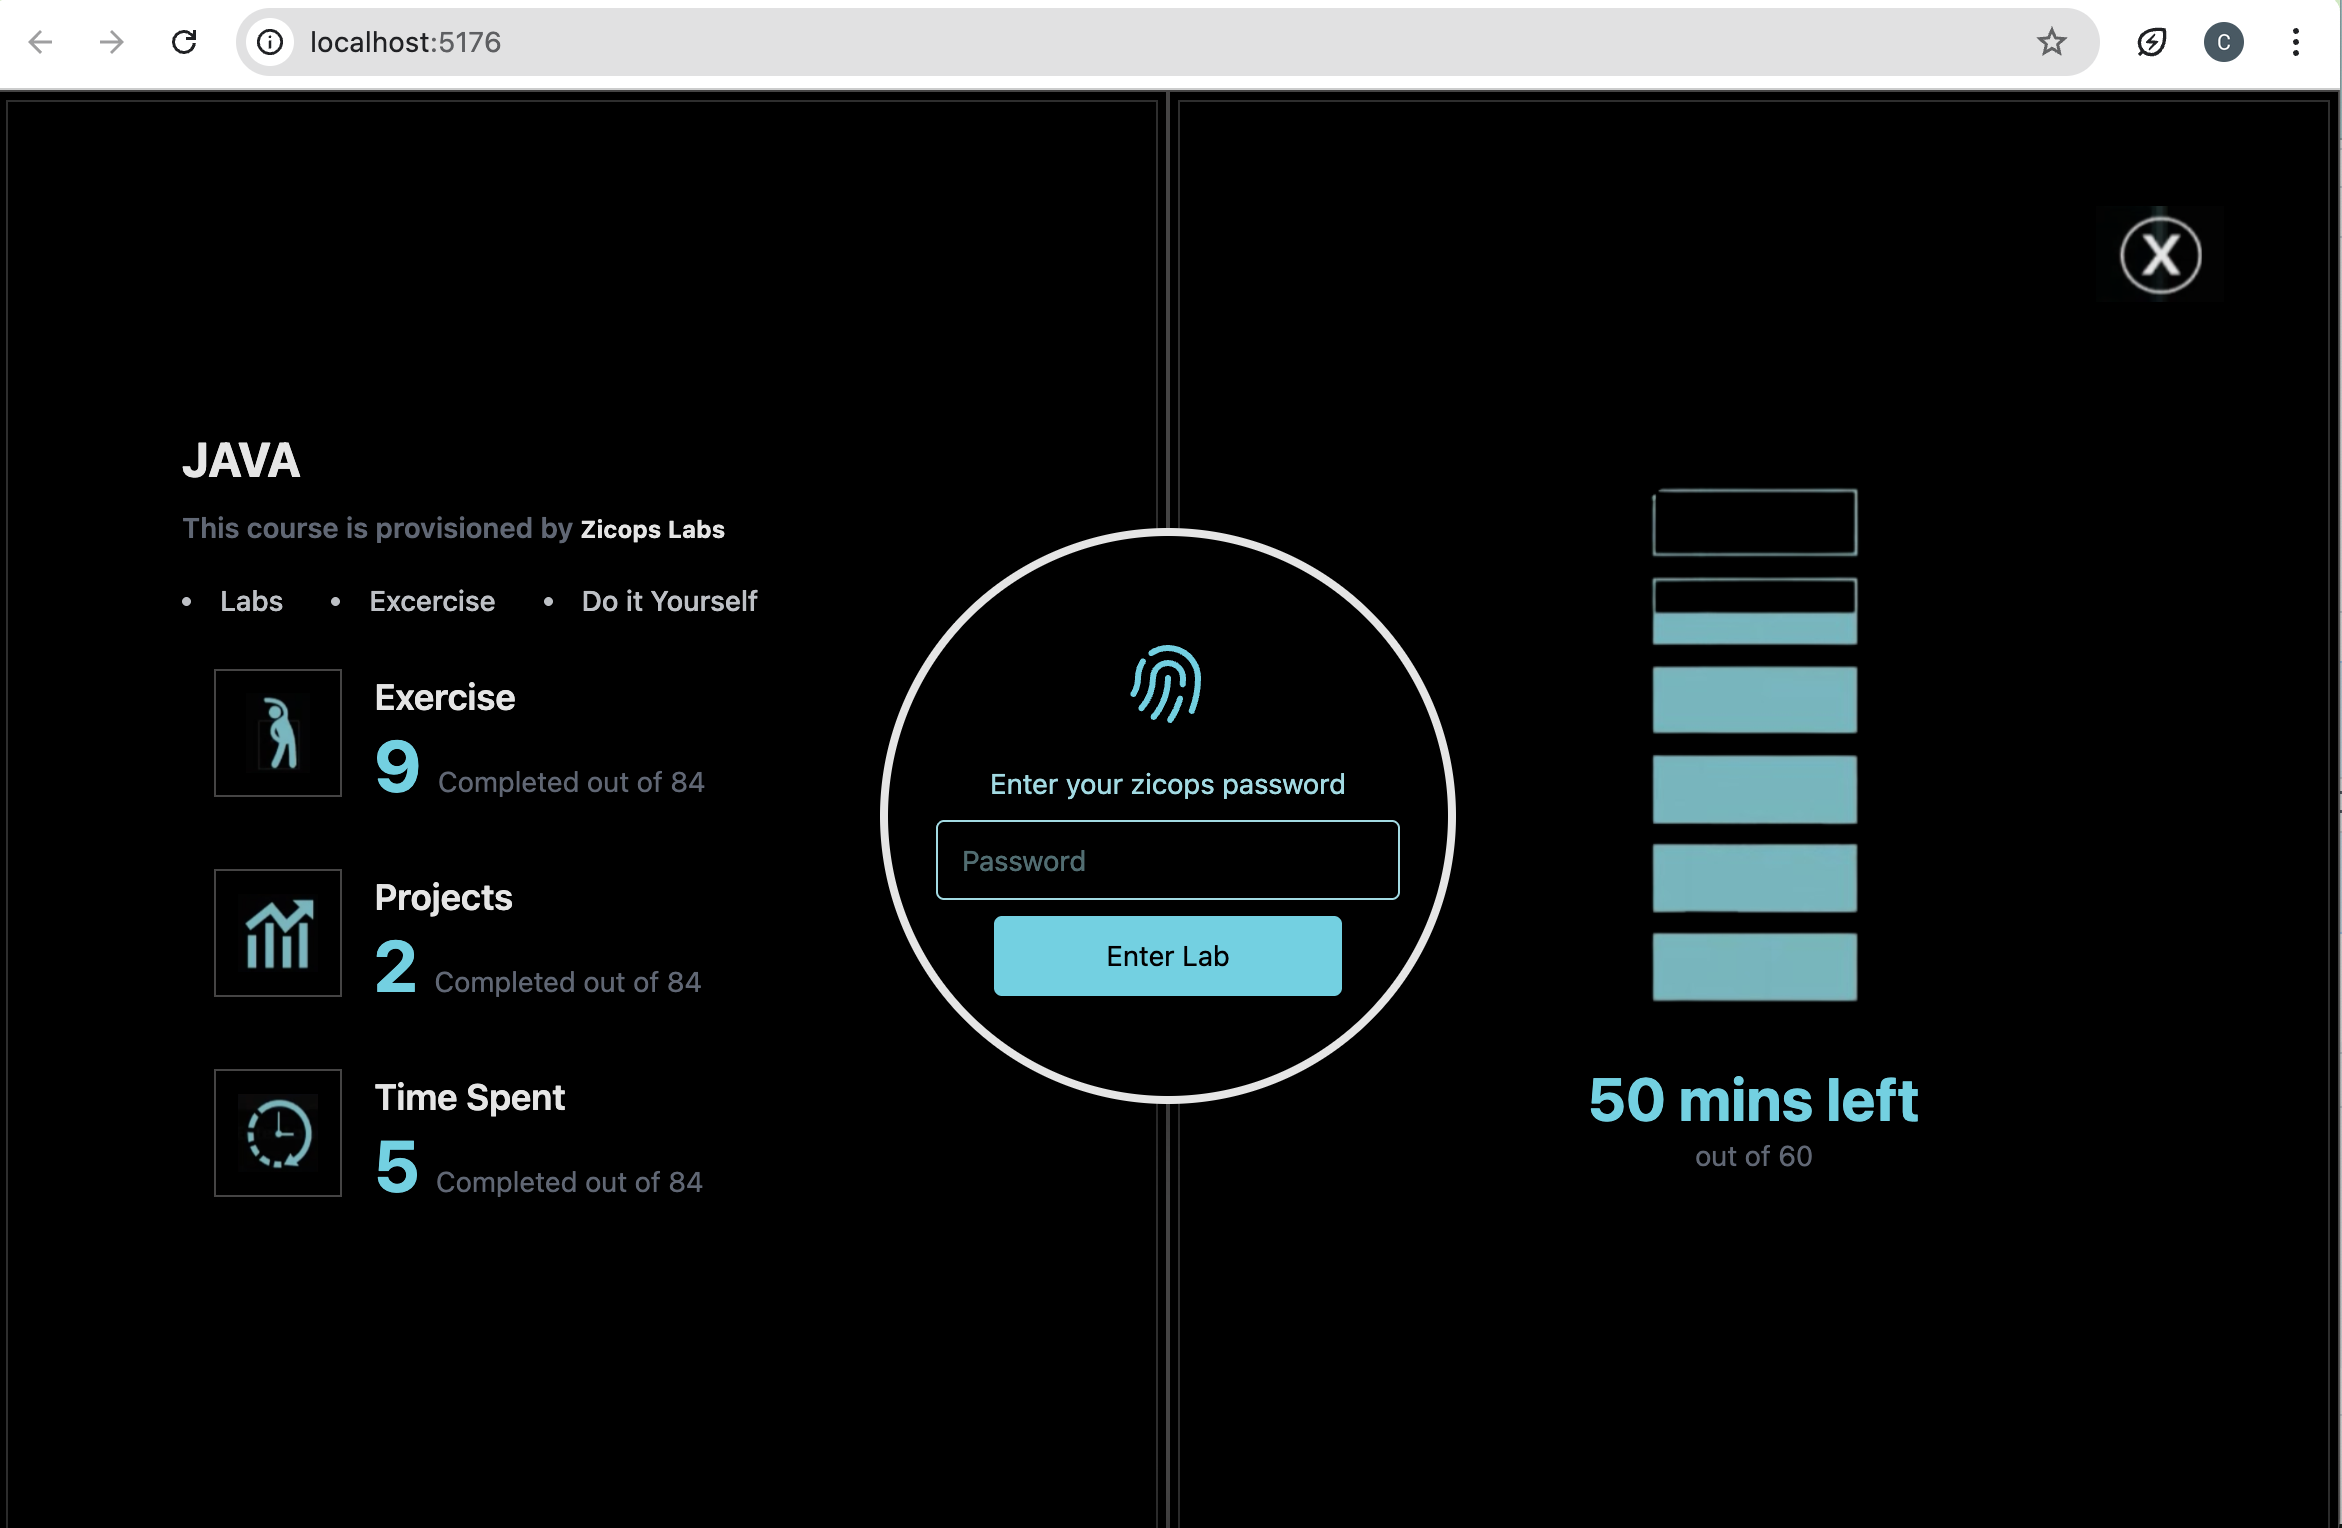 localhost:5176
C
X
JAVA
This course is provisioned by Zicops Labs
• Labs • Excercise • Do it Yourself
Exercise
9 Completed out of 84
Projects
2 Completed out of 84
Time Spent
5 Completed out of 84
Enter your zicops password
Password
Enter Lab
50 mins left
out of 60